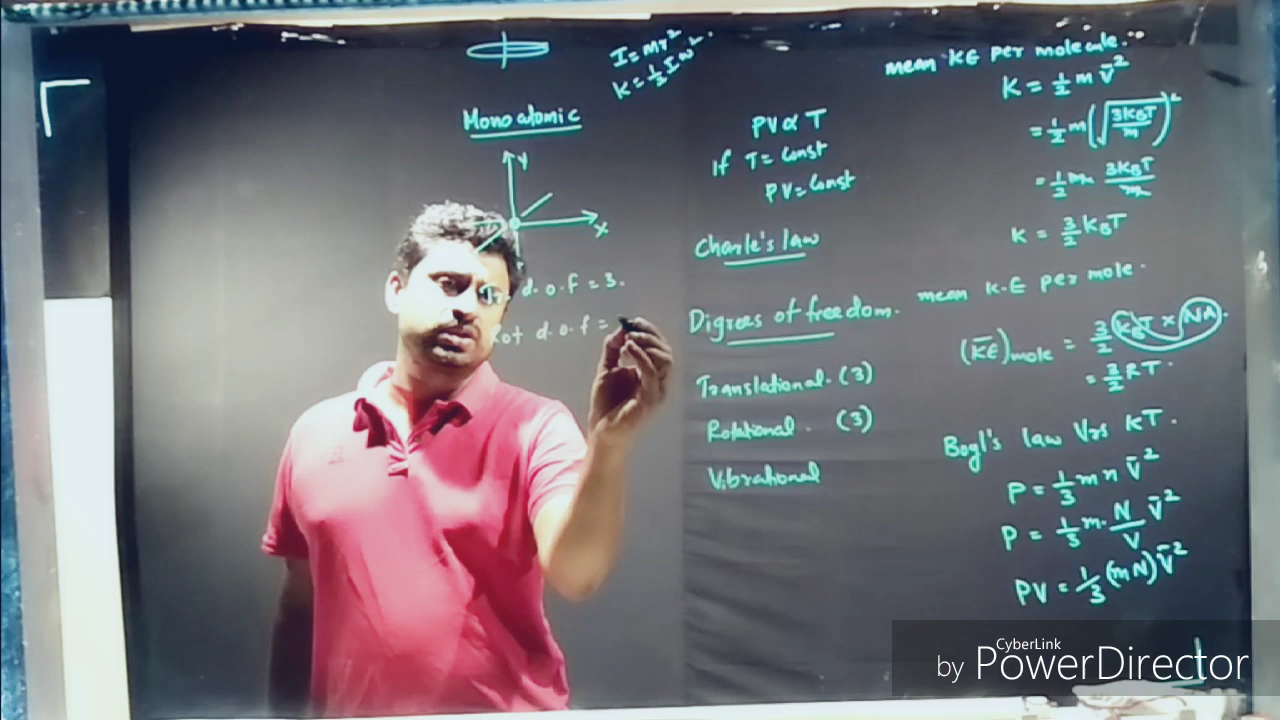 I = Mr²
K = 1/3 I ω².
Monoatomic
Y
X
d.o.f = 3.
Rot d.o.f =
PV ∝ T
If T = Const
PV = Const
Charle's law
Digrees of freedom.
Translational. (3)
Rotational. (3)
Vibrational
mean KE per molecule.
K = 1/2 m v̄²
= 1/2 m (√(3KBT/m))²
= 1/2 m 3KBT/m
K = 3/2 KBT
mean K.E per mole.
(K̄E)mole = 3/2 KBT × NA.
= 3/2 RT.
Boyl's law Vrs KT.
P = 1/3 m n v̄²
P = 1/3 m. N/V v̄²
PV = 1/3 (mN) v̄²
CyberLink
by PowerDirector